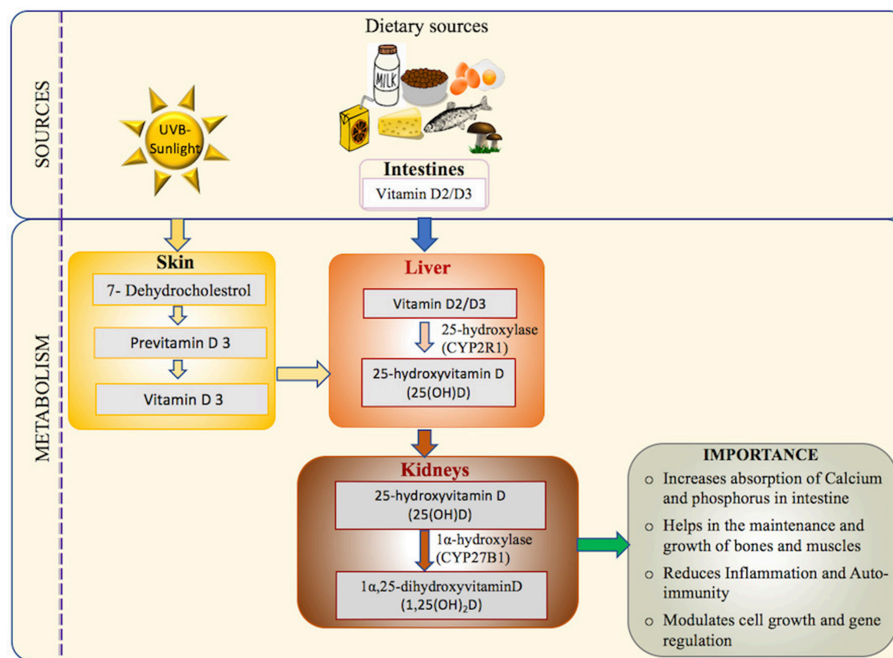 SOURCES
Dietary sources
MILK
UVB-
Sunlight
Intestines
Vitamin D2/D3
METABOLISM
Skin
7- Dehydrocholestrol
Previtamin D 3
Vitamin D 3
Liver
Vitamin D2/D3
25-hydroxylase
(CYP2R1)
25-hydroxyvitamin D
(25(OH)D)
Kidneys
25-hydroxyvitamin D
(25(OH)D)
1α-hydroxylase
(CYP27B1)
1α,25-dihydroxyvitaminD
(1,25(OH)₂D)
IMPORTANCE
o Increases absorption of Calcium
and phosphorus in intestine
o Helps in the maintenance and
growth of bones and muscles
o Reduces Inflammation and Auto-
immunity
o Modulates cell growth and gene
regulation